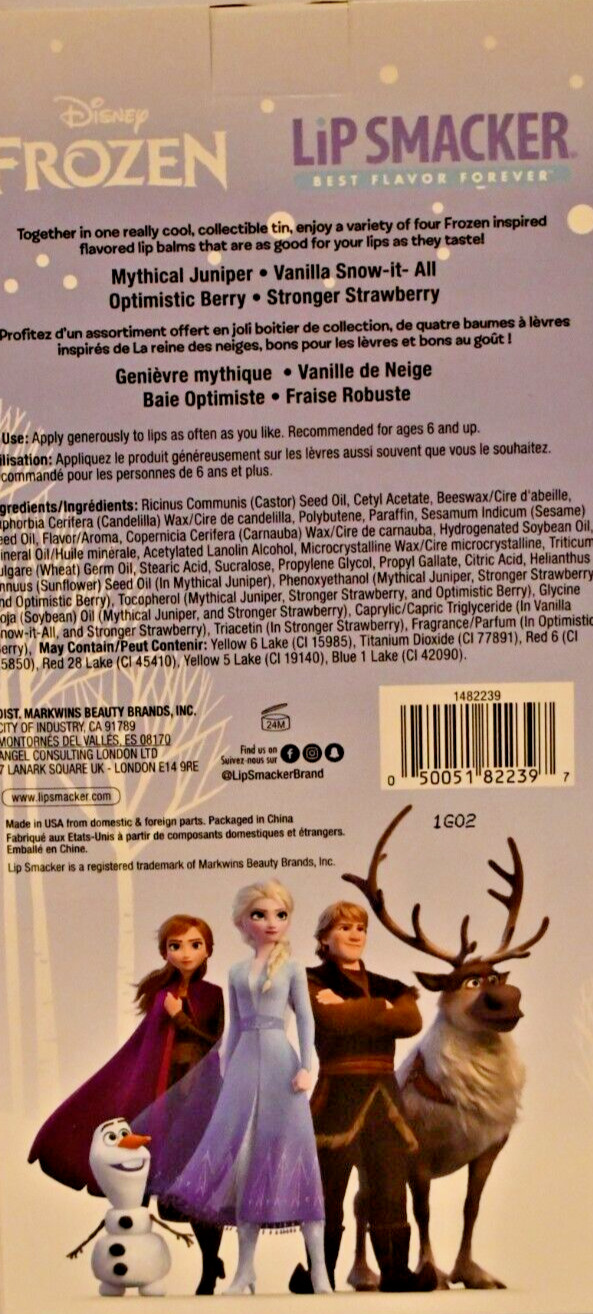 Disney
FROZEN
LiP SMACKER
BEST FLAVOR FOREVER™
Together in one really cool, collectible tin, enjoy a variety of four Frozen inspired
flavored lip balms that are as good for your lips as they taste!
Mythical Juniper • Vanilla Snow-it- All
Optimistic Berry • Stronger Strawberry
Profitez d'un assortiment offert en joli boitier de collection, de quatre baumes à lèvres
inspirés de La reine des neiges, bons pour les lèvres et bons au goût !
Genièvre mythique • Vanille de Neige
Baie Optimiste • Fraise Robuste
Use: Apply generously to lips as often as you like. Recommended for ages 6 and up.
ilisation: Appliquez le produit généreusement sur les lèvres aussi souvent que vous le souhaitez.
commandé pour les personnes de 6 ans et plus.
gredients/Ingrédients: Ricinus Communis (Castor) Seed Oil, Cetyl Acetate, Beeswax/Cire d'abeille,
uphorbia Cerifera (Candelilla) Wax/Cire de candelilla, Polybutene, Paraffin, Sesamum Indicum (Sesame)
eed Oil, Flavor/Aroma, Copernicia Cerifera (Carnauba) Wax/Cire de carnauba, Hydrogenated Soybean Oil,
ineral Oil/Huile minérale, Acetylated Lanolin Alcohol, Microcrystalline Wax/Cire microcrystalline, Triticum
ulgare (Wheat) Germ Oil, Stearic Acid, Sucralose, Propylene Glycol, Propyl Gallate, Citric Acid, Helianthus
nnuus (Sunflower) Seed Oil (In Mythical Juniper), Phenoxyethanol (Mythical Juniper, Stronger Strawberry
nd Optimistic Berry), Tocopherol (Mythical Juniper, Stronger Strawberry, and Optimistic Berry), Glycine
oja (Soybean) Oil (Mythical Juniper, and Stronger Strawberry), Caprylic/Capric Triglyceride (In Vanilla
now-it-All, and Stronger Strawberry), Triacetin (In Stronger Strawberry), Fragrance/Parfum (In Optimistic
erry), May Contain/Peut Contenir: Yellow 6 Lake (CI 15985), Titanium Dioxide (CI 77891), Red 6 (CI
5850), Red 28 Lake (CI 45410), Yellow 5 Lake (CI 19140), Blue 1 Lake (CI 42090).
DIST. MARKWINS BEAUTY BRANDS, INC.
CITY OF INDUSTRY, CA 91789
MONTORNÉS DEL VALLÉS, ES 08170
ANGEL CONSULTING LONDON LTD
7 LANARK SQUARE UK - LONDON E14 9RE
www.lipsmacker.com
24M
Find us on
Suivez-nous sur
@LipSmackerBrand
1482239
0 50051 82239 7
1G02
Made in USA from domestic & foreign parts. Packaged in China
Fabriqué aux Etats-Unis à partir de composants domestiques et étrangers.
Emballé en Chine.
Lip Smacker is a registered trademark of Markwins Beauty Brands, Inc.